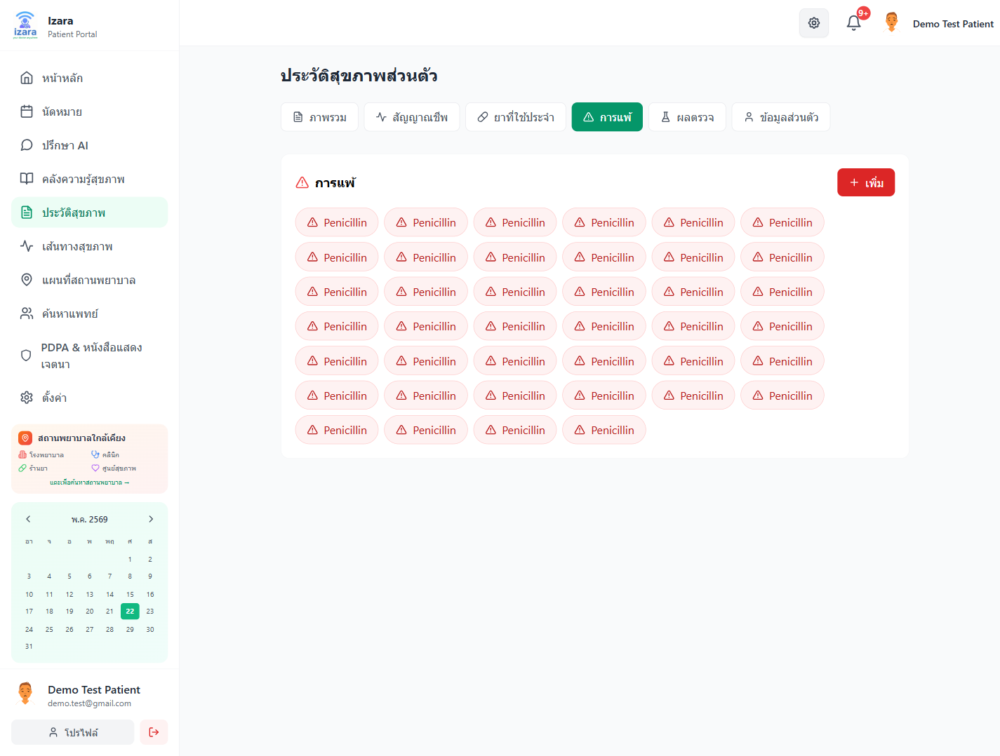 izara
Izara
Patient Portal
9+
Demo Test Patient
หน้าหลัก
นัดหมาย
ปรึกษา AI
คลังความรู้สุขภาพ
ประวัติสุขภาพ
เส้นทางสุขภาพ
แผนที่สถานพยาบาล
ค้นหาแพทย์
PDPA & หนังสือแสดง
เจตนา
ตั้งค่า
สถานพยาบาลใกล้เคียง
โรงพยาบาล คลินิก
ร้านยา ศูนย์สุขภาพ
แตะเพื่อค้นหาสถานพยาบาล →
พ.ค. 2569
อา จ อ พ พฤ ศ ส
1 2
3 4 5 6 7 8 9
10 11 12 13 14 15 16
17 18 19 20 21 22 23
24 25 26 27 28 29 30
31
Demo Test Patient
demo.test@gmail.com
โปรไฟล์
ประวัติสุขภาพส่วนตัว
ภาพรวม สัญญาณชีพ ยาที่ใช้ประจำ การแพ้ ผลตรวจ ข้อมูลส่วนตัว
การแพ้ เพิ่ม
Penicillin Penicillin Penicillin Penicillin Penicillin Penicillin
Penicillin Penicillin Penicillin Penicillin Penicillin Penicillin
Penicillin Penicillin Penicillin Penicillin Penicillin Penicillin
Penicillin Penicillin Penicillin Penicillin Penicillin Penicillin
Penicillin Penicillin Penicillin Penicillin Penicillin Penicillin
Penicillin Penicillin Penicillin Penicillin Penicillin Penicillin
Penicillin Penicillin Penicillin Penicillin